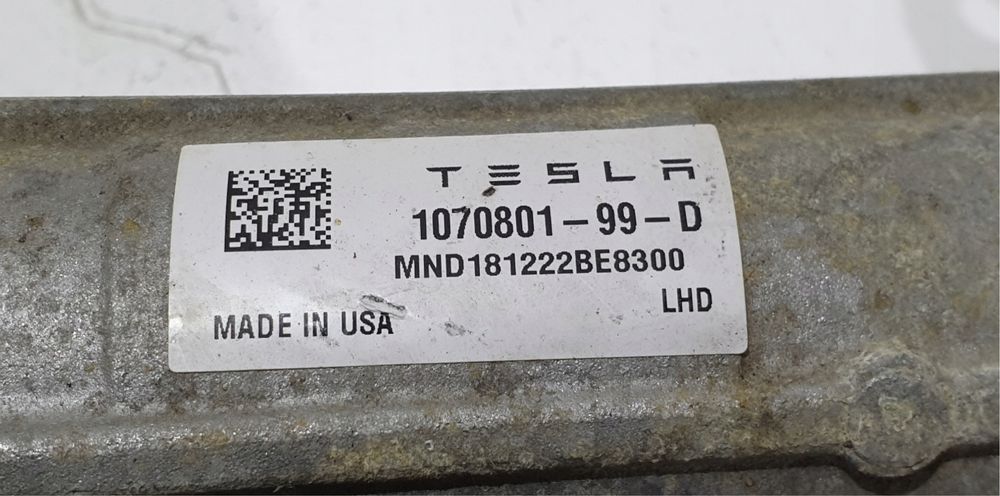 TESLA
1070801-99-D
MND181222BE8300
LHD
MADE IN USA